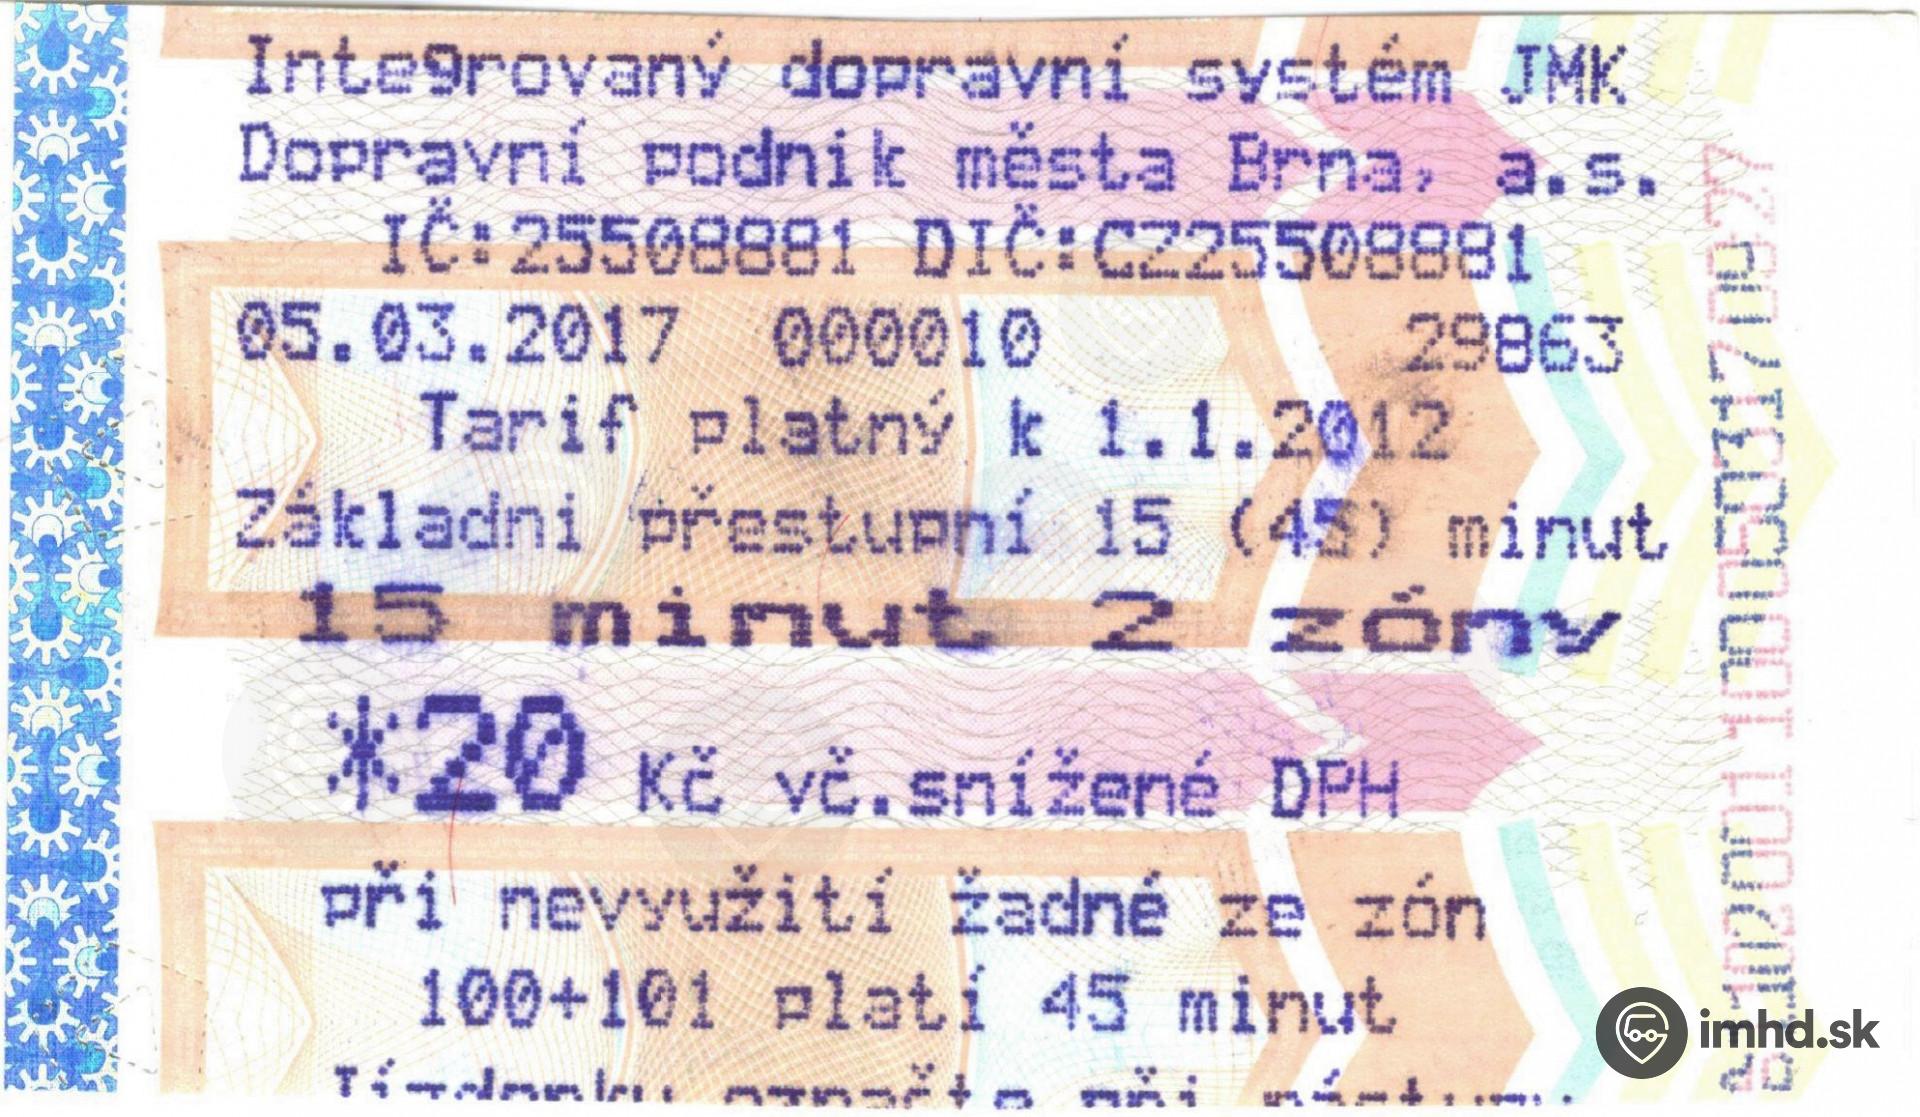 Integrovaný dopravní systém JMK
Dopravní podnik města Brna, a.s.
IČ:25508881 DIČ:CZ25508881
05.03.2017 000010 29863
Tarif platný k 1.1.2012
Základní přestupní 15 (45) minut
15 minut 2 zóny
*20 Kč vč.snížené DPH
při nevyužití žádné ze zón
100+101 platí 45 minut
imhd.sk